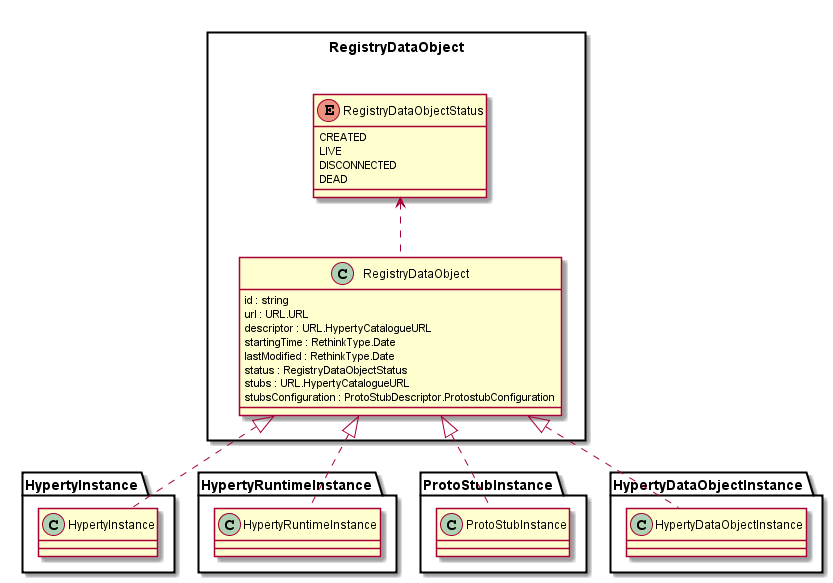 RegistryDataObject
E RegistryDataObjectStatus
CREATED
LIVE
DISCONNECTED
DEAD
C RegistryDataObject
id : string
url : URL.URL
descriptor : URL.HypertyCatalogueURL
startingTime : RethinkType.Date
lastModified : RethinkType.Date
status : RegistryDataObjectStatus
stubs : URL.HypertyCatalogueURL
stubsConfiguration : ProtoStubDescriptor.ProtostubConfiguration
HypertyInstance
C HypertyInstance
HypertyRuntimeInstance
C HypertyRuntimeInstance
ProtoStubInstance
C ProtoStubInstance
HypertyDataObjectInstance
C HypertyDataObjectInstance